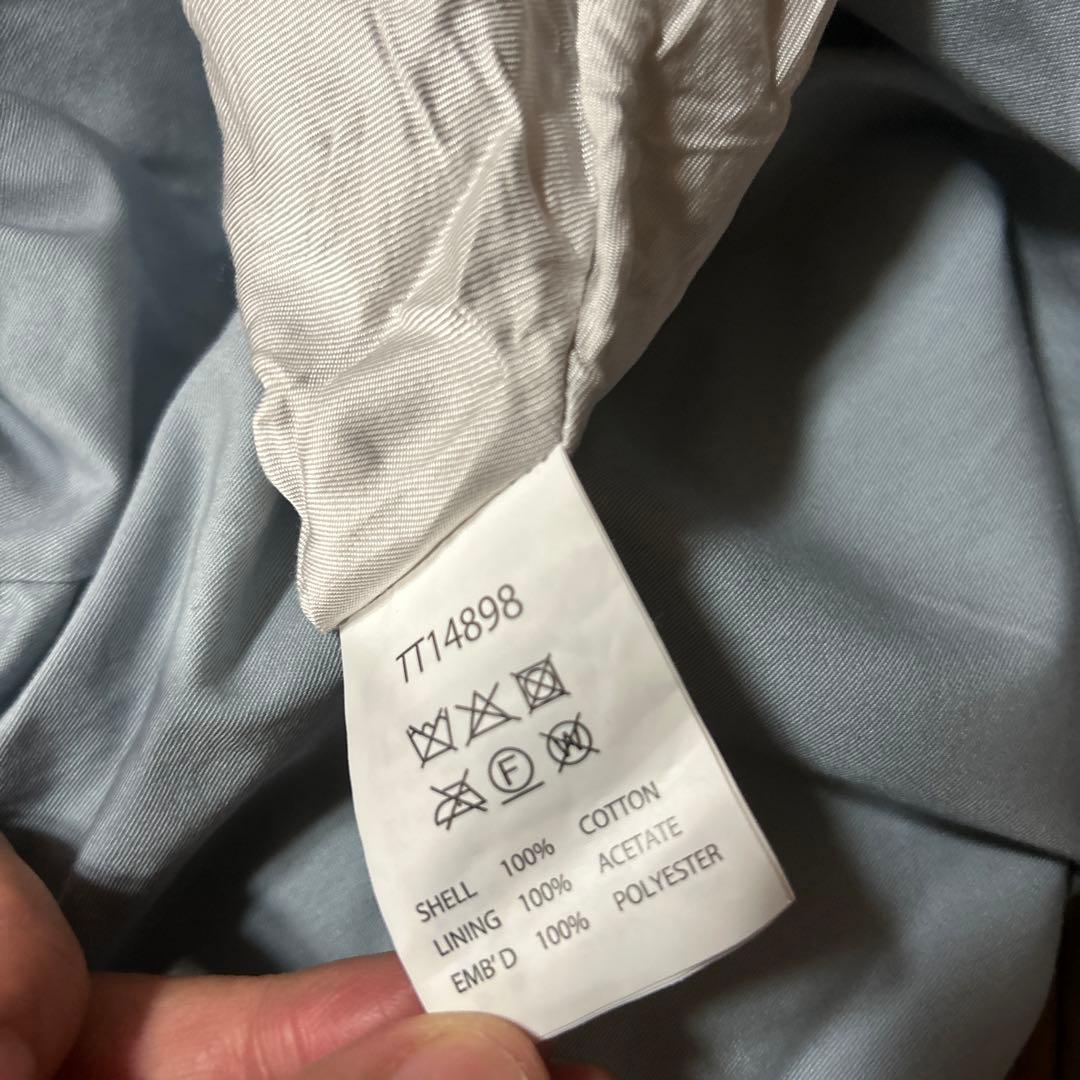 TT14898
F W
SHELL 100% COTTON
LINING 100% ACETATE
EMB'D 100% POLYESTER